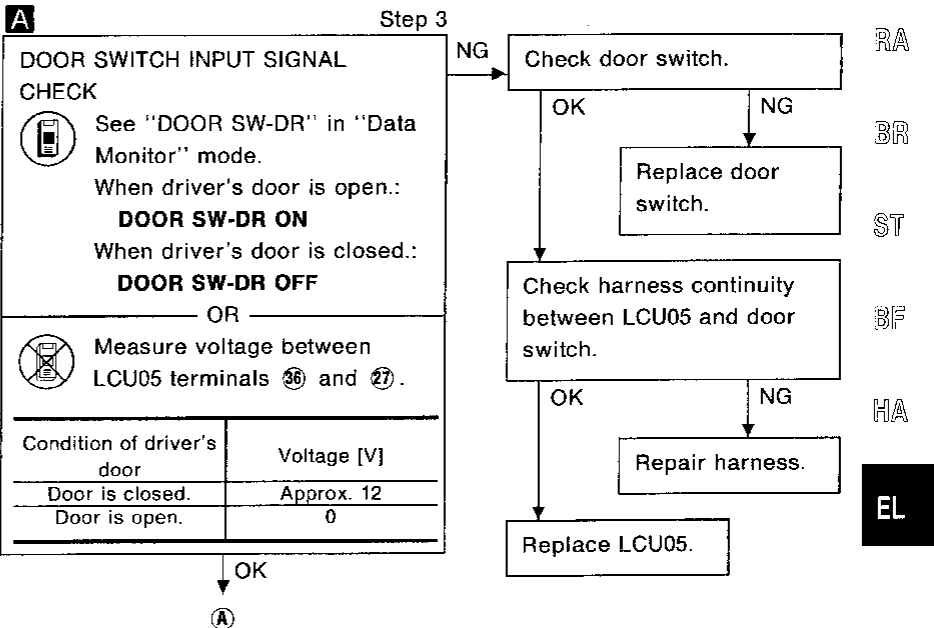 A
Step 3
DOOR SWITCH INPUT SIGNAL
CHECK
See "DOOR SW-DR" in "Data
Monitor" mode.
When driver's door is open.:
DOOR SW-DR ON
When driver's door is closed.:
DOOR SW-DR OFF
OR
Measure voltage between
LCU05 terminals 36 and 27.
Condition of driver's
door
Voltage [V]
Door is closed.
Approx. 12
Door is open.
0
OK
A
NG
Check door switch.
OK
NG
Replace door
switch.
Check harness continuity
between LCU05 and door
switch.
OK
NG
Repair harness.
Replace LCU05.
RA
BR
ST
BF
HA
EL